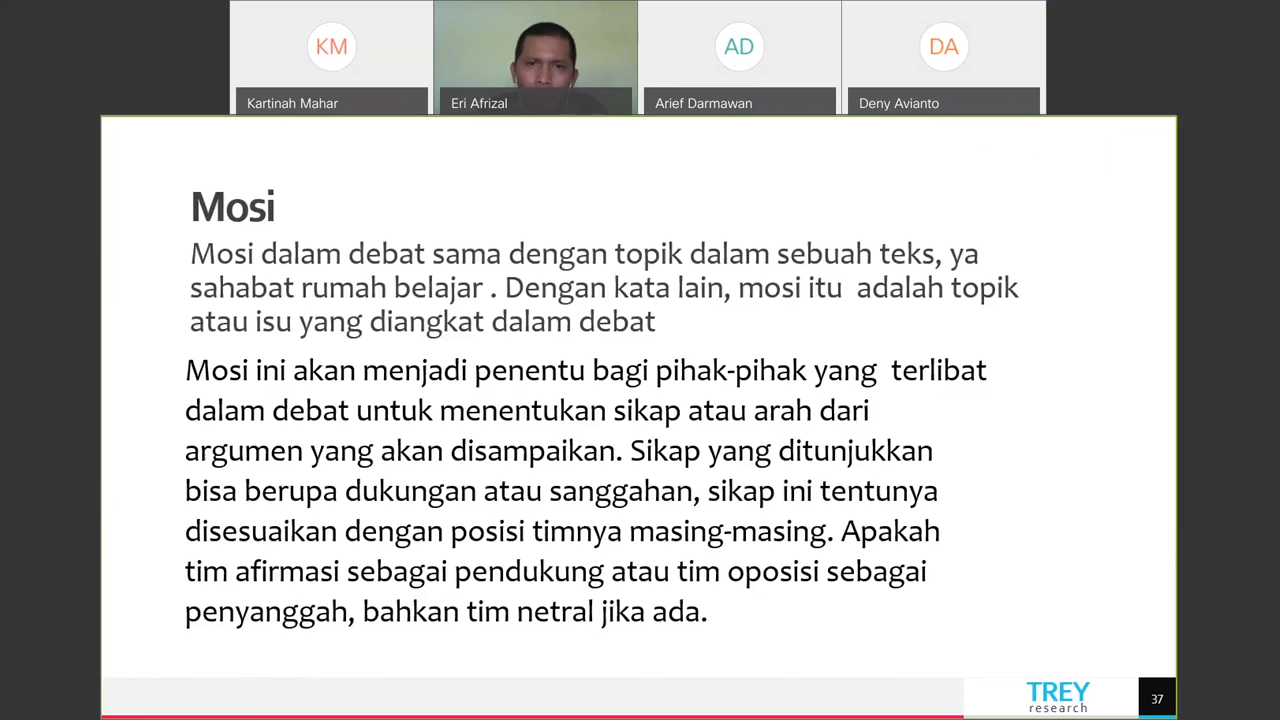 KM
AD
DA
Kartinah Mahar
Eri Afrizal
Arief Darmawan
Deny Avianto
Mosi
Mosi dalam debat sama dengan topik dalam sebuah teks, ya
sahabat rumah belajar . Dengan kata lain, mosi itu adalah topik
atau isu yang diangkat dalam debat
Mosi ini akan menjadi penentu bagi pihak-pihak yang terlibat
dalam debat untuk menentukan sikap atau arah dari
argumen yang akan disampaikan. Sikap yang ditunjukkan
bisa berupa dukungan atau sanggahan, sikap ini tentunya
disesuaikan dengan posisi timnya masing-masing. Apakah
tim afirmasi sebagai pendukung atau tim oposisi sebagai
penyanggah, bahkan tim netral jika ada.
TREY
research
37